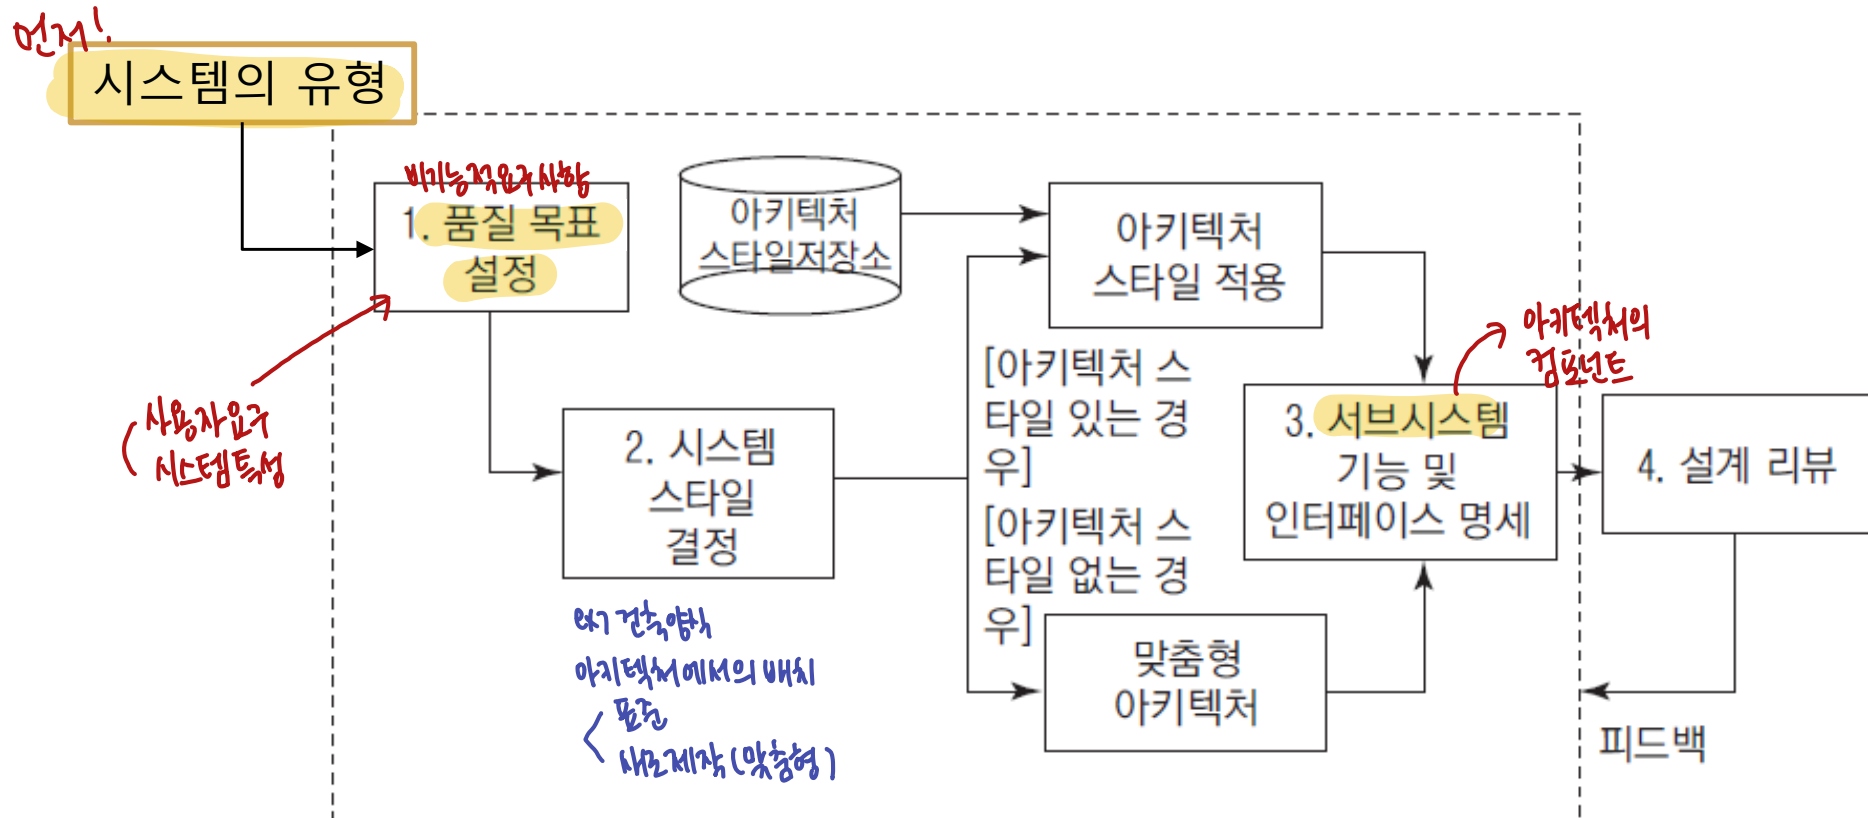 먼저!
시스템의 유형
비기능적요구사항
1. 품질 목표
설정
아키텍처
스타일저장소
아키텍처
스타일 적용
사용자요구
시스템특성
2. 시스템
스타일
결정
ex) 건축양식
아키텍처에서의 배치
표준
새로제작(맞춤형)
[아키텍처 스
타일 있는 경
우]
[아키텍처 스
타일 없는 경
우]
맞춤형
아키텍처
아키텍처의
컴포넌트
3. 서브시스템
기능 및
인터페이스 명세
4. 설계 리뷰
피드백